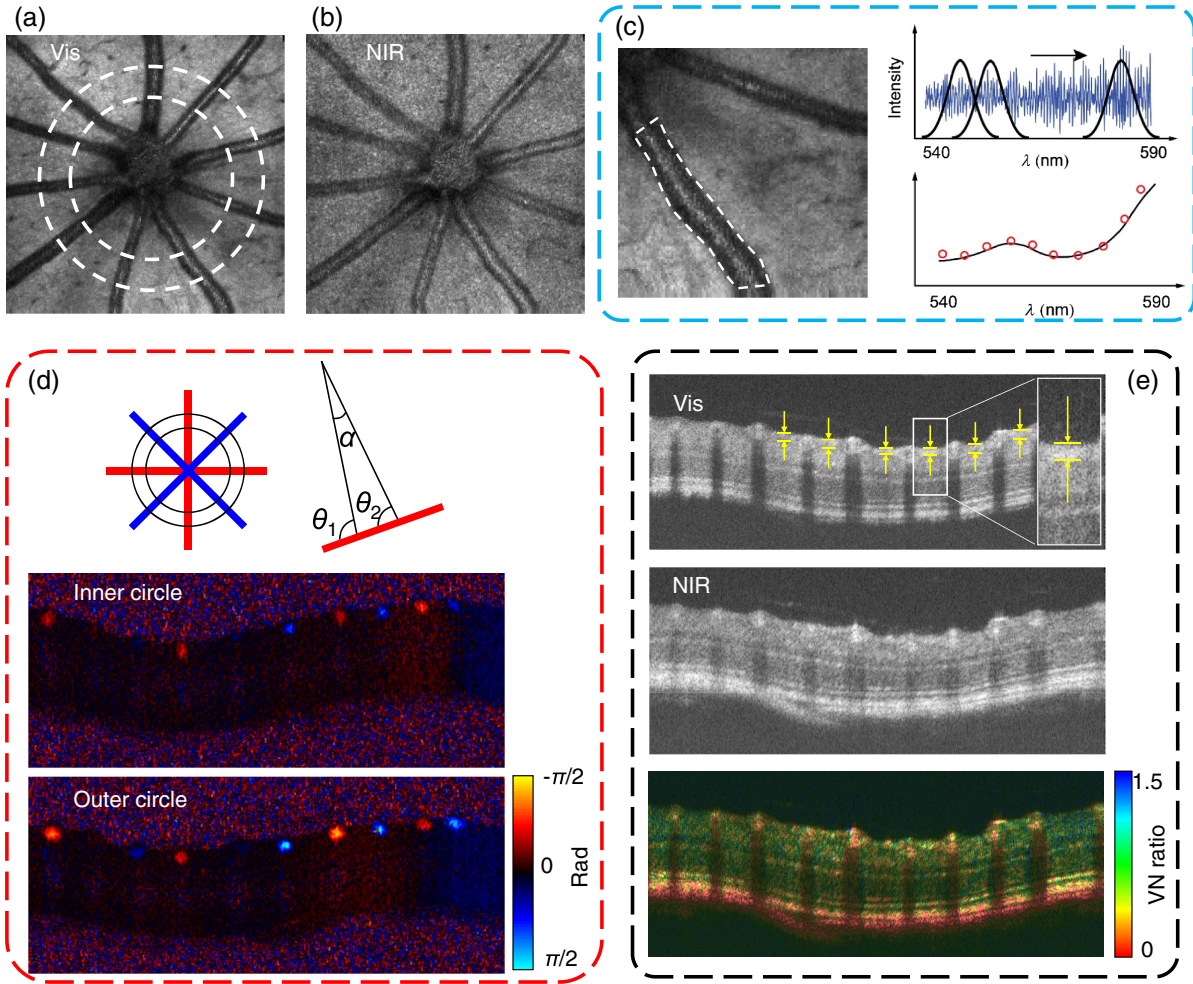 (a)
Vis
(b)
NIR
(c)
Intensity
540
λ (nm)
590
540
λ (nm)
590
(d)
α
θ1
θ2
Inner circle
Outer circle
-π/2
0
π/2
Rad
(e)
Vis
NIR
1.5
0
VN ratio